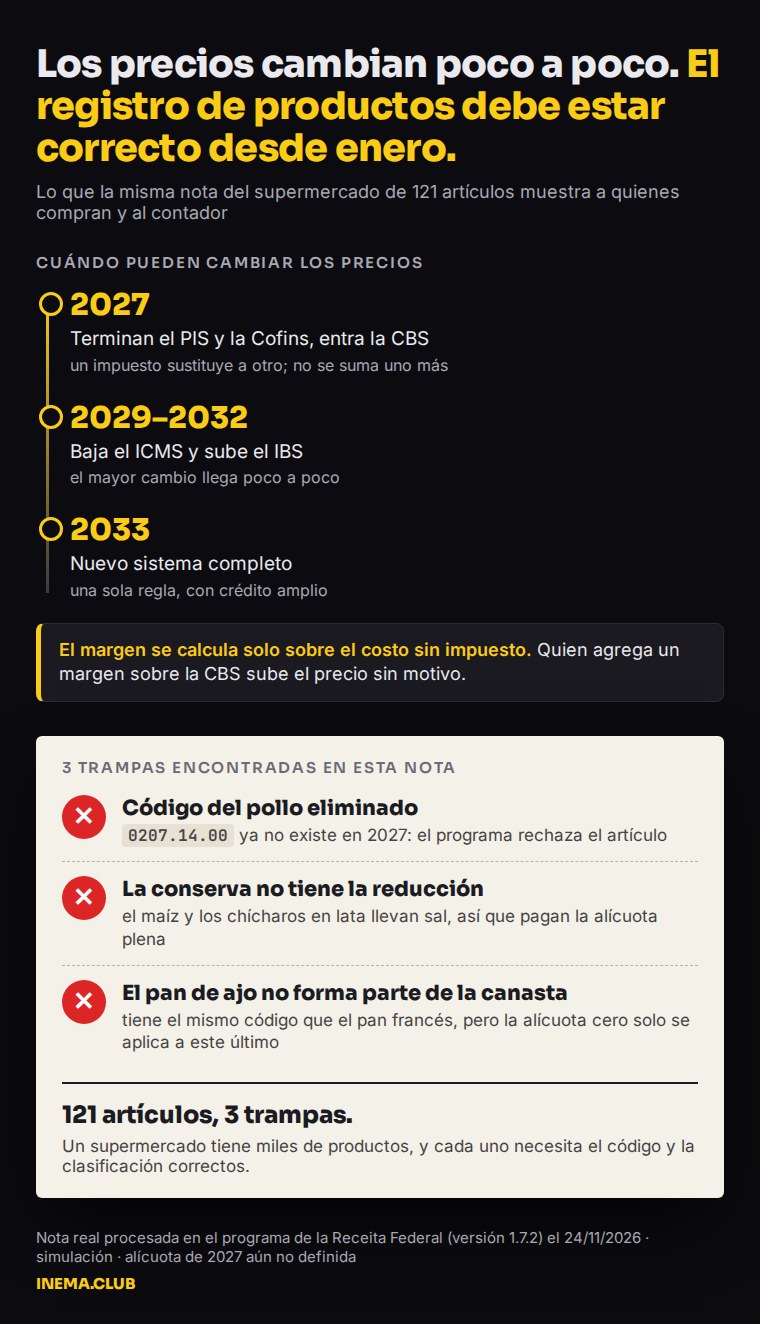 Los precios cambian poco a poco. El
registro de productos debe estar
correcto desde enero.
Lo que la misma nota del supermercado de 121 artículos muestra a quienes
compran y al contador
CUÁNDO PUEDEN CAMBIAR LOS PRECIOS
2027
Terminan el PIS y la Cofins, entra la CBS
un impuesto sustituye a otro; no se suma uno más
2029–2032
Baja el ICMS y sube el IBS
el mayor cambio llega poco a poco
2033
Nuevo sistema completo
una sola regla, con crédito amplio
El margen se calcula solo sobre el costo sin impuesto. Quien agrega un
margen sobre la CBS sube el precio sin motivo.
3 TRAMPAS ENCONTRADAS EN ESTA NOTA
Código del pollo eliminado
0207.14.00 ya no existe en 2027: el programa rechaza el artículo
La conserva no tiene la reducción
el maíz y los chícharos en lata llevan sal, así que pagan la alícuota
plena
El pan de ajo no forma parte de la canasta
tiene el mismo código que el pan francés, pero la alícuota cero solo se
aplica a este último
121 artículos, 3 trampas.
Un supermercado tiene miles de productos, y cada uno necesita el código y la
clasificación correctos.
Nota real procesada en el programa de la Receita Federal (versión 1.7.2) el 24/11/2026 ·
simulación · alícuota de 2027 aún no definida
INEMA.CLUB